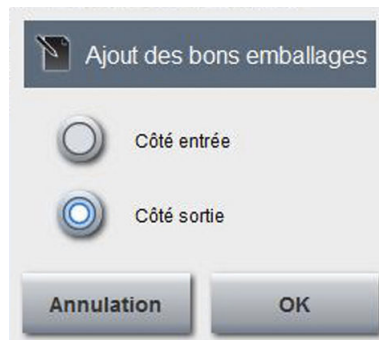 Ajout des bons emballages
Côté entrée
Côté sortie
Annulation
OK